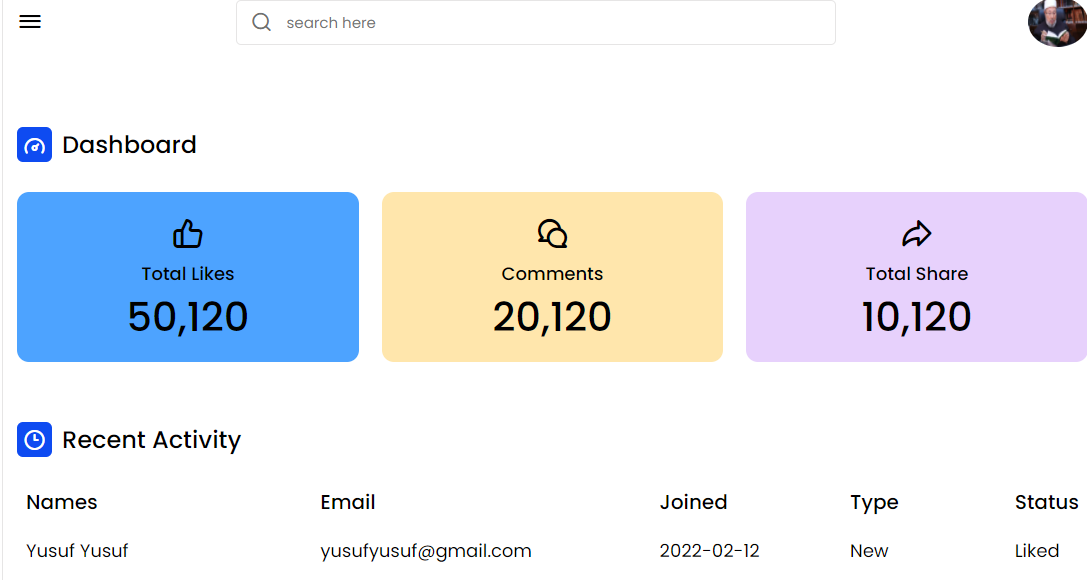 search here
Dashboard
Total Likes
50,120
Comments
20,120
Total Share
10,120
Recent Activity
Names Email Joined Type Status
Yusuf Yusuf yusufyusuf@gmail.com 2022-02-12 New Liked